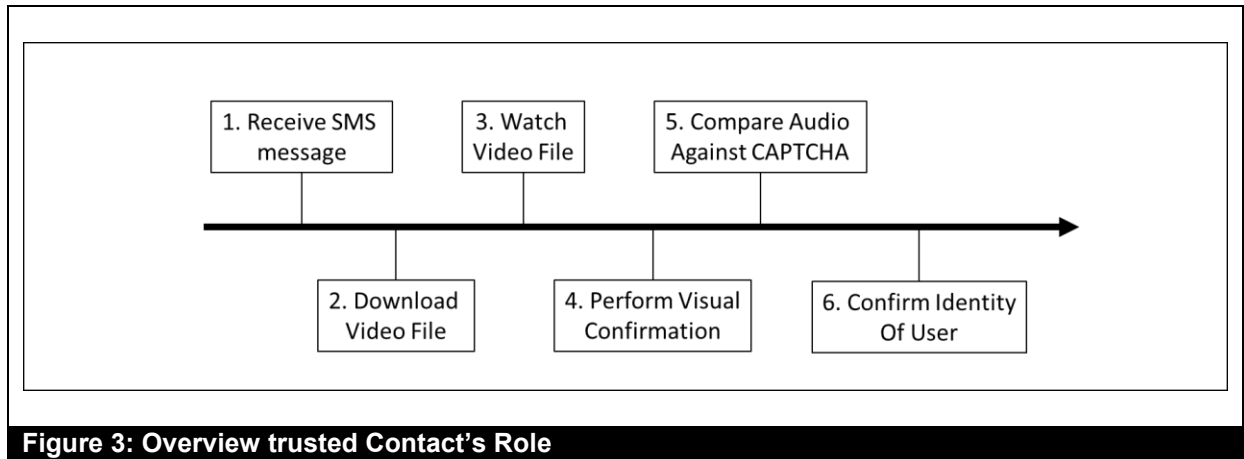 1. Receive SMS
message
3. Watch
Video File
5. Compare Audio
Against CAPTCHA
2. Download
Video File
4. Perform Visual
Confirmation
6. Confirm Identity
Of User
Figure 3: Overview trusted Contact's Role